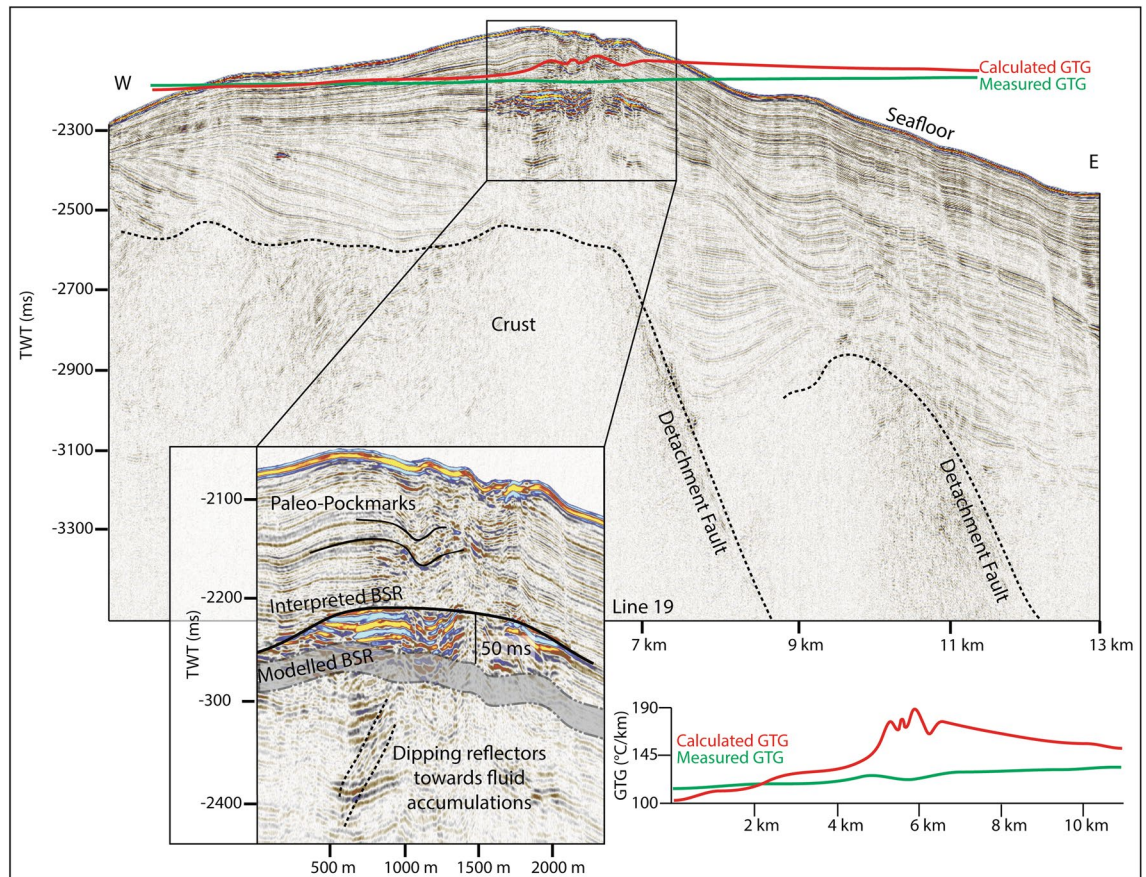 W
Calculated GTG
Measured GTG
-2300
Seafloor
E
-2500
-2700
Crust
-2900
-3100
-3300
TWT (ms)
Detachment Fault
Detachment Fault
Line 19
7 km
9 km
11 km
13 km
-2100
Paleo-Pockmarks
-2200
Interpreted BSR
TWT (ms)
Modelled BSR
50 ms
-300
Dipping reflectors
towards fluid
accumulations
-2400
500 m
1000 m
1500 m
2000 m
190
145
100
GTG (°C/km)
Calculated GTG
Measured GTG
2 km
4 km
6 km
8 km
10 km